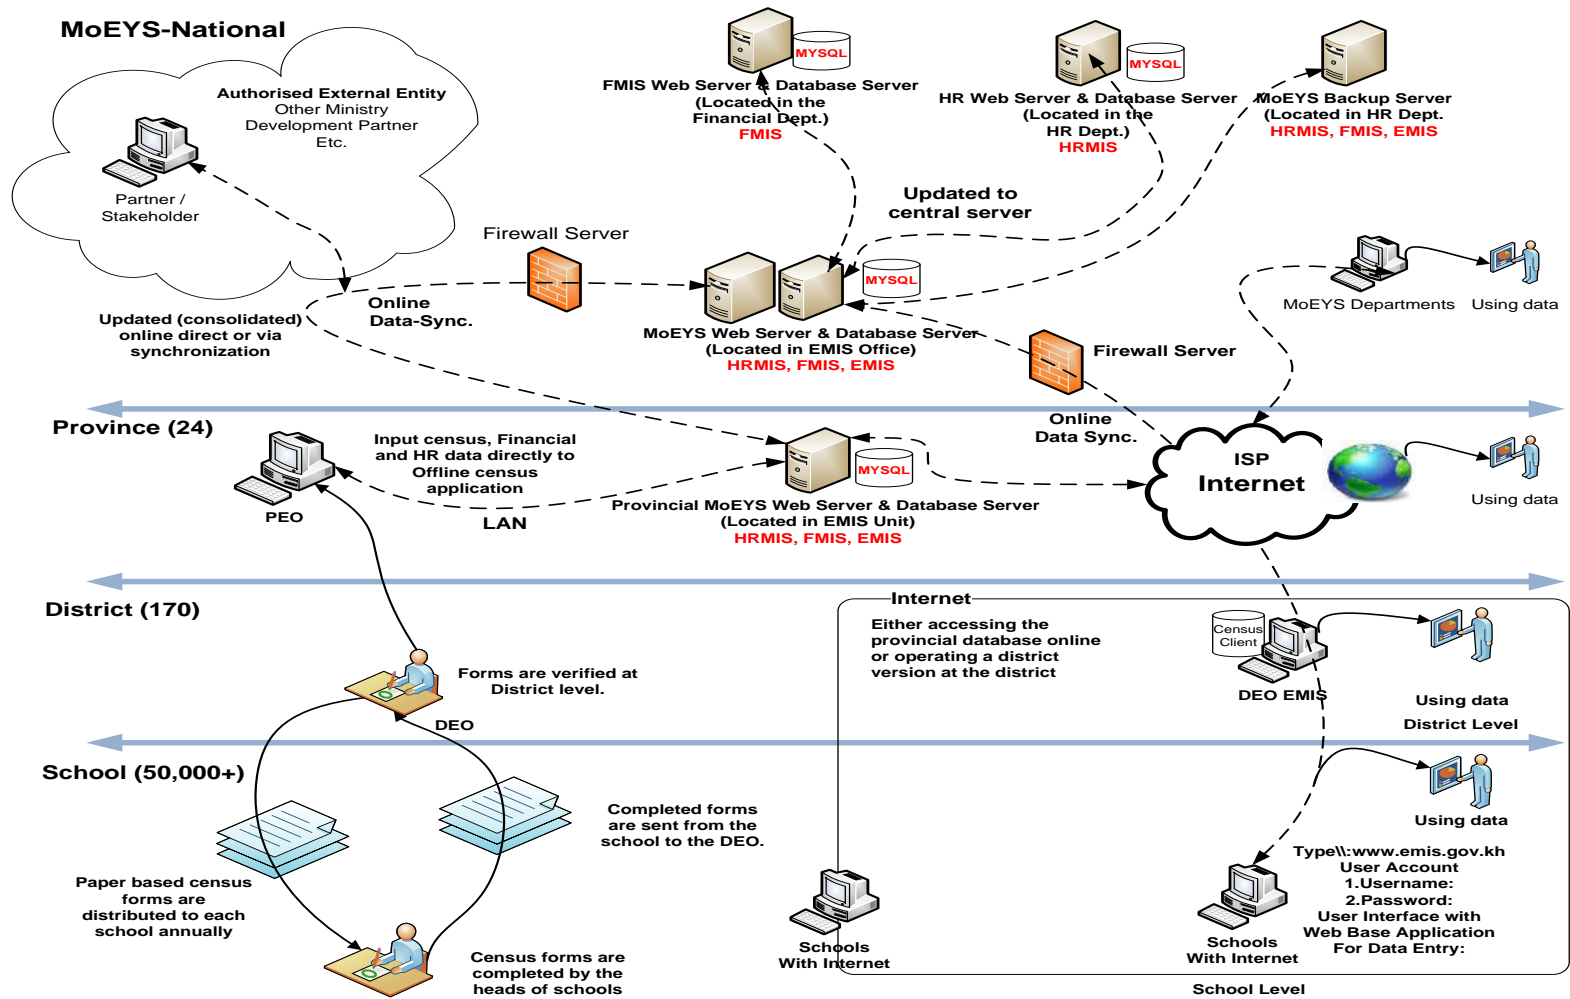 MoEYS-National
Authorised External Entity
Other Ministry
Development Partner
Etc.
Partner /
Stakeholder
MYSQL
FMIS Web Server & Database Server
(Located in the
Financial Dept.)
FMIS
MYSQL
HR Web Server & Database Server
(Located in the
HR Dept.)
HRMIS
MoEYS Backup Server
(Located in HR Dept.
HRMIS, FMIS, EMIS
Updated to
central server
Firewall Server
Online
Data-Sync.
Updated (consolidated)
online direct or via
synchronization
MYSQL
MoEYS Web Server & Database Server
(Located in EMIS Office)
HRMIS, FMIS, EMIS
Firewall Server
MoEYS Departments
Using data
Online
Data Sync.
Province (24)
Input census, Financial
and HR data directly to
Offline census
application
PEO
LAN
MYSQL
Provincial MoEYS Web Server & Database Server
(Located in EMIS Unit)
HRMIS, FMIS, EMIS
ISP
Internet
Using data
District (170)
Internet
Either accessing the
provincial database online
or operating a district
version at the district
Census
Client
DEO EMIS
Using data
District Level
Forms are verified at
District level.
DEO
School (50,000+)
Completed forms
are sent from the
school to the DEO.
Paper based census
forms are
distributed to each
school annually
Census forms are
completed by the
heads of schools
Schools
With Internet
Schools
With Internet
Using data
Type\\:www.emis.gov.kh
User Account
1.Username:
2.Password:
User Interface with
Web Base Application
For Data Entry:
School Level